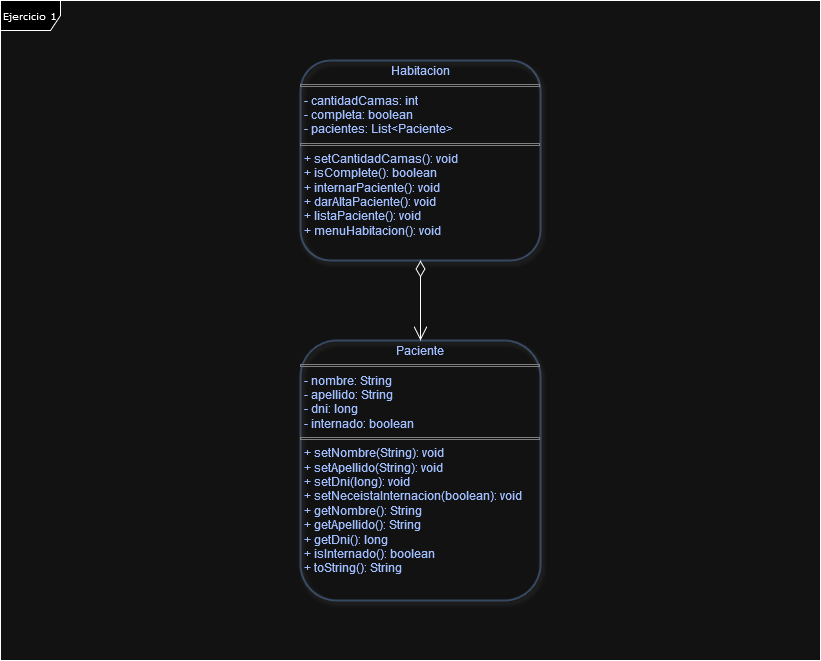 Ejercicio 1
Habitacion
- cantidadCamas: int
- completa: boolean
- pacientes: List<Paciente>
+ setCantidadCamas(): void
+ isComplete(): boolean
+ internarPaciente(): void
+ darAltaPaciente(): void
+ listaPaciente(): void
+ menuHabitacion(): void
Paciente
- nombre: String
- apellido: String
- dni: long
- internado: boolean
+ setNombre(String): void
+ setApellido(String): void
+ setDni(long): void
+ setNeceistaInternacion(boolean): void
+ getNombre(): String
+ getApellido(): String
+ getDni(): long
+ isInternado(): boolean
+ toString(): String